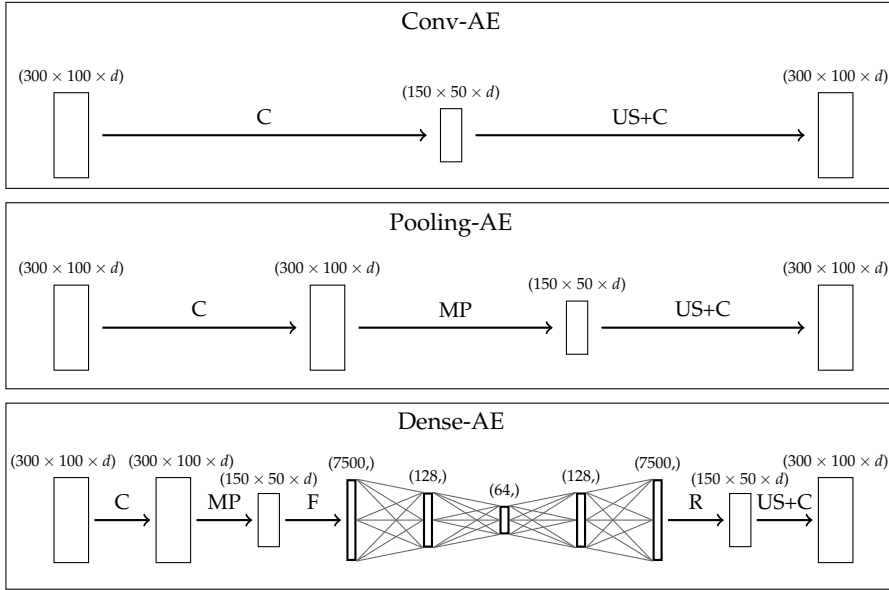 Conv-AE
(300 × 100 × d)
(150 × 50 × d)
(300 × 100 × d)
C
US+C
Pooling-AE
(300 × 100 × d)
(300 × 100 × d)
(150 × 50 × d)
(300 × 100 × d)
C
MP
US+C
Dense-AE
(300 × 100 × d)
(300 × 100 × d)
(150 × 50 × d)
(7500,)
(128,)
(64,)
(128,)
(7500,)
(150 × 50 × d)
(300 × 100 × d)
C
MP
F
R
US+C